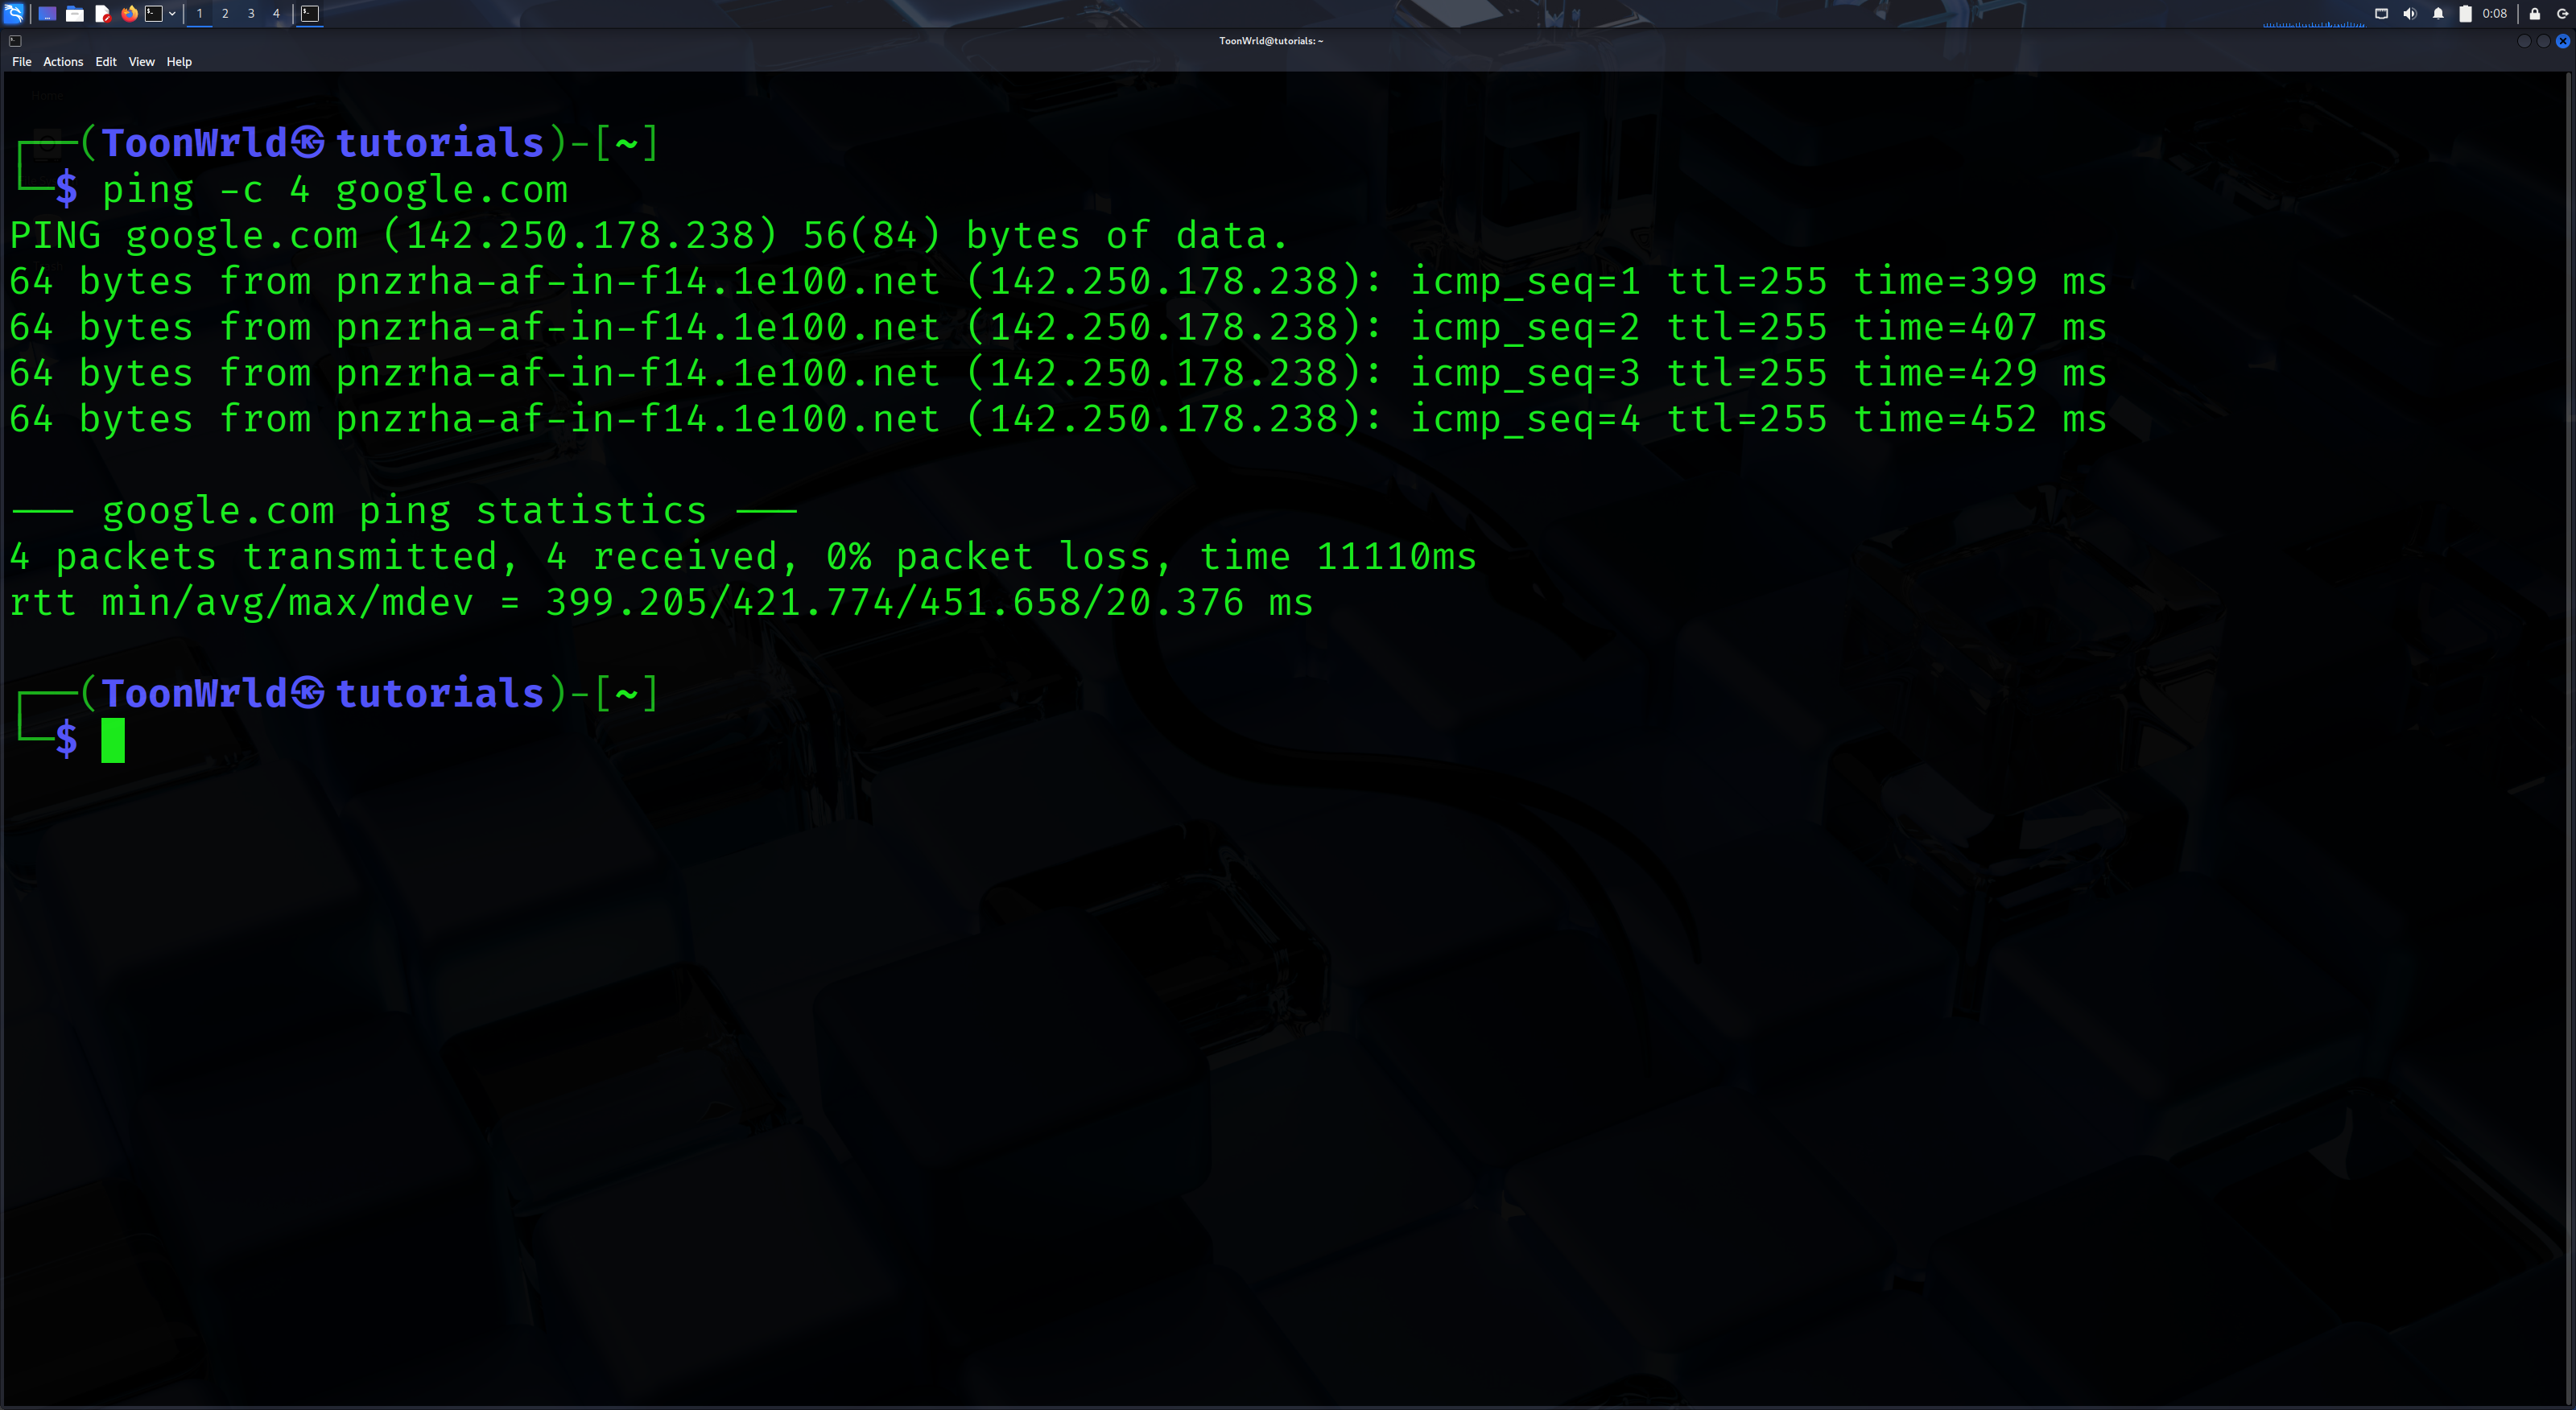 1 2 3 4
0:08
ToonWrld@tutorials: ~
File Actions Edit View Help
Home
┌──(ToonWrld㉿tutorials)-[~]
└─$ ping -c 4 google.com
PING google.com (142.250.178.238) 56(84) bytes of data.
64 bytes from pnzrha-af-in-f14.1e100.net (142.250.178.238): icmp_seq=1 ttl=255 time=399 ms
64 bytes from pnzrha-af-in-f14.1e100.net (142.250.178.238): icmp_seq=2 ttl=255 time=407 ms
64 bytes from pnzrha-af-in-f14.1e100.net (142.250.178.238): icmp_seq=3 ttl=255 time=429 ms
64 bytes from pnzrha-af-in-f14.1e100.net (142.250.178.238): icmp_seq=4 ttl=255 time=452 ms
--- google.com ping statistics ---
4 packets transmitted, 4 received, 0% packet loss, time 11110ms
rtt min/avg/max/mdev = 399.205/421.774/451.658/20.376 ms
┌──(ToonWrld㉿tutorials)-[~]
└─$